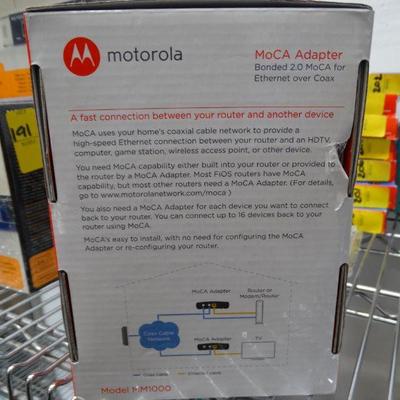 motorola
MoCA Adapter
Bonded 2.0 MoCA for
Ethernet over Coax
A fast connection between your router and another device
MoCA uses your home's coaxial cable network to provide a
high-speed Ethernet connection between your router and an HDTV,
computer, game station, wireless access point, or other device.
You need MoCA capability either built into your router or provided to
the router by a MoCA Adapter. Most FiOS routers have MoCA
capability, but most other routers need a MoCA Adapter. (For details,
go to www.motorolanetwork.com/moca)
You also need a MoCA Adapter for each device you want to connect
back to your router. You can connect up to 16 devices back to your
router using MoCA.
MoCA's easy to install, with no need for configuring the MoCA
Adapter or re-configuring your router.
MoCA Adapter
Router or
Modem/Router
Coax Cable
Network
MoCA Adapter
TV
Coax Cable
Ethernet cable
Model MM1000
191
202